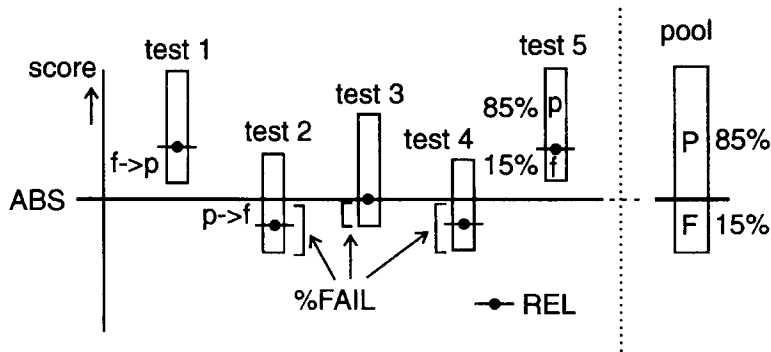 test 1
test 5
pool
score
test 3
test 2
test 4
85% p
15% f
P 85%
f->p
ABS
p->f
F 15%
%FAIL
REL